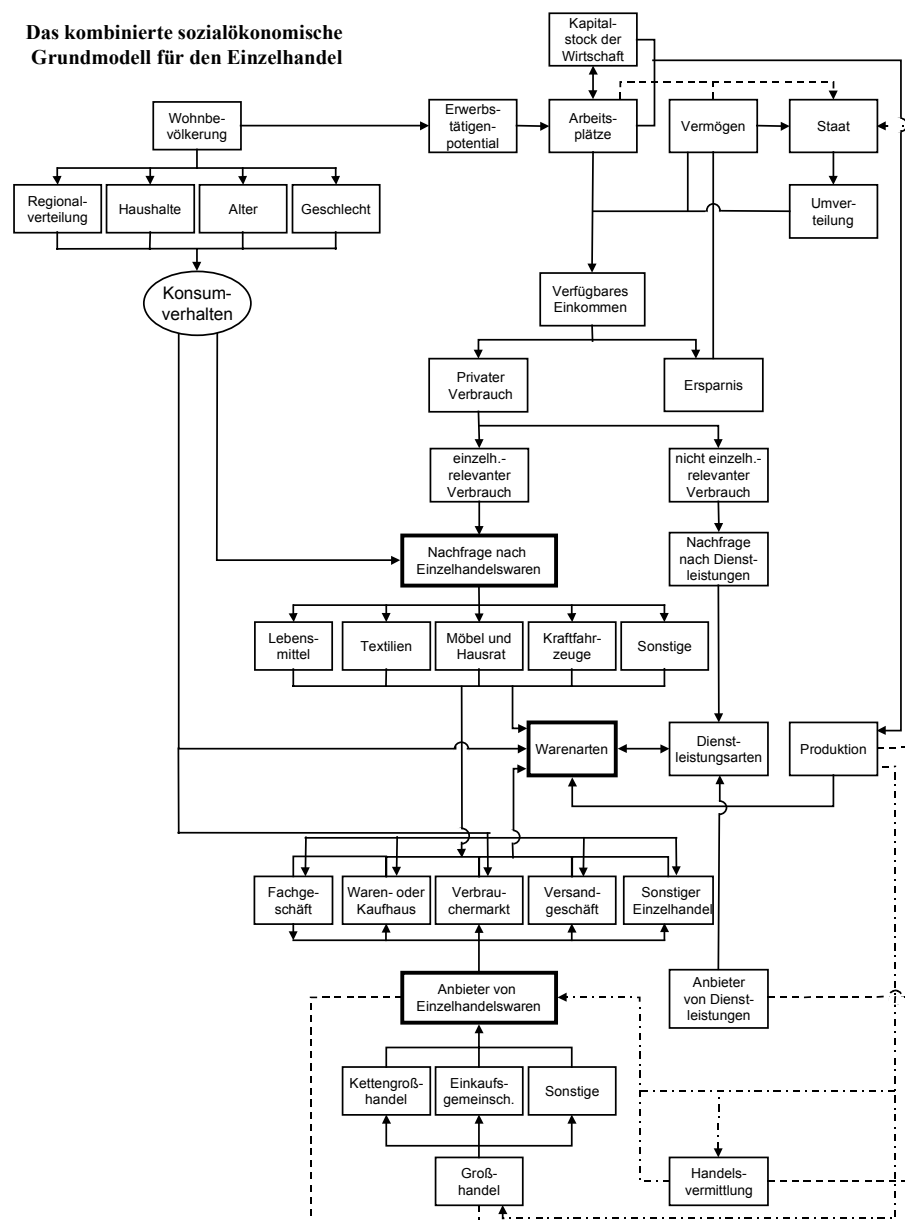 Das kombinierte sozialökonomische
Grundmodell für den Einzelhandel
Kapital-
stock der
Wirtschaft
Wohnbe-
völkerung
Erwerbs-
tätigen-
potential
Arbeits-
plätze
Vermögen
Staat
Regional-
verteilung
Haushalte
Alter
Geschlecht
Umver-
teilung
Konsum-
verhalten
Verfügbares
Einkommen
Privater
Verbrauch
Ersparnis
einzelh.-
relevanter
Verbrauch
nicht einzelh.-
relevanter
Verbrauch
Nachfrage nach
Einzelhandelswaren
Nachfrage
nach Dienst-
leistungen
Lebens-
mittel
Textilien
Möbel und
Hausrat
Kraftfahr-
zeuge
Sonstige
Warenarten
Dienst-
leistungsarten
Produktion
Fachge-
schäft
Waren- oder
Kaufhaus
Verbrau-
chermarkt
Versand-
geschäft
Sonstiger
Einzelhandel
Anbieter von
Einzelhandelswaren
Anbieter
von Dienst-
leistungen
Kettengroß-
handel
Einkaufs-
gemeinsch.
Sonstige
Groß-
handel
Handels-
vermittlung